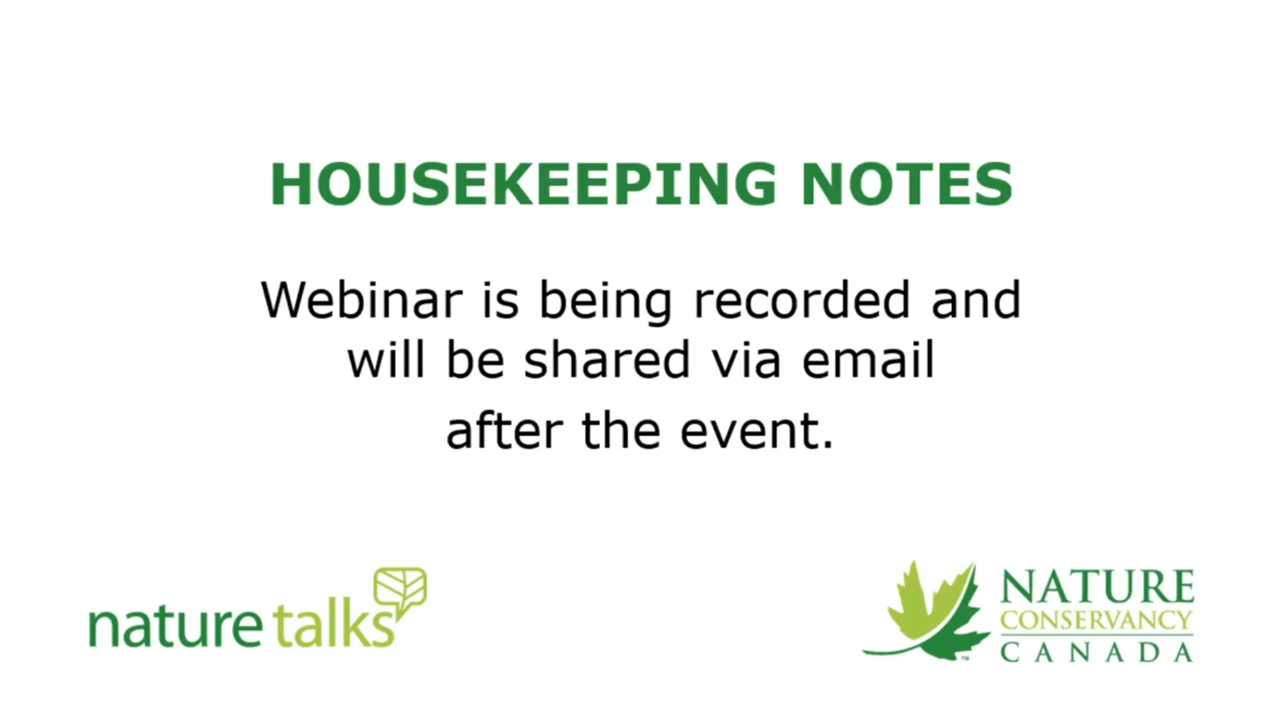 HOUSEKEEPING NOTES
Webinar is being recorded and
will be shared via email
after the event.
nature talks
NATURE
CONSERVANCY
CANADA
TM